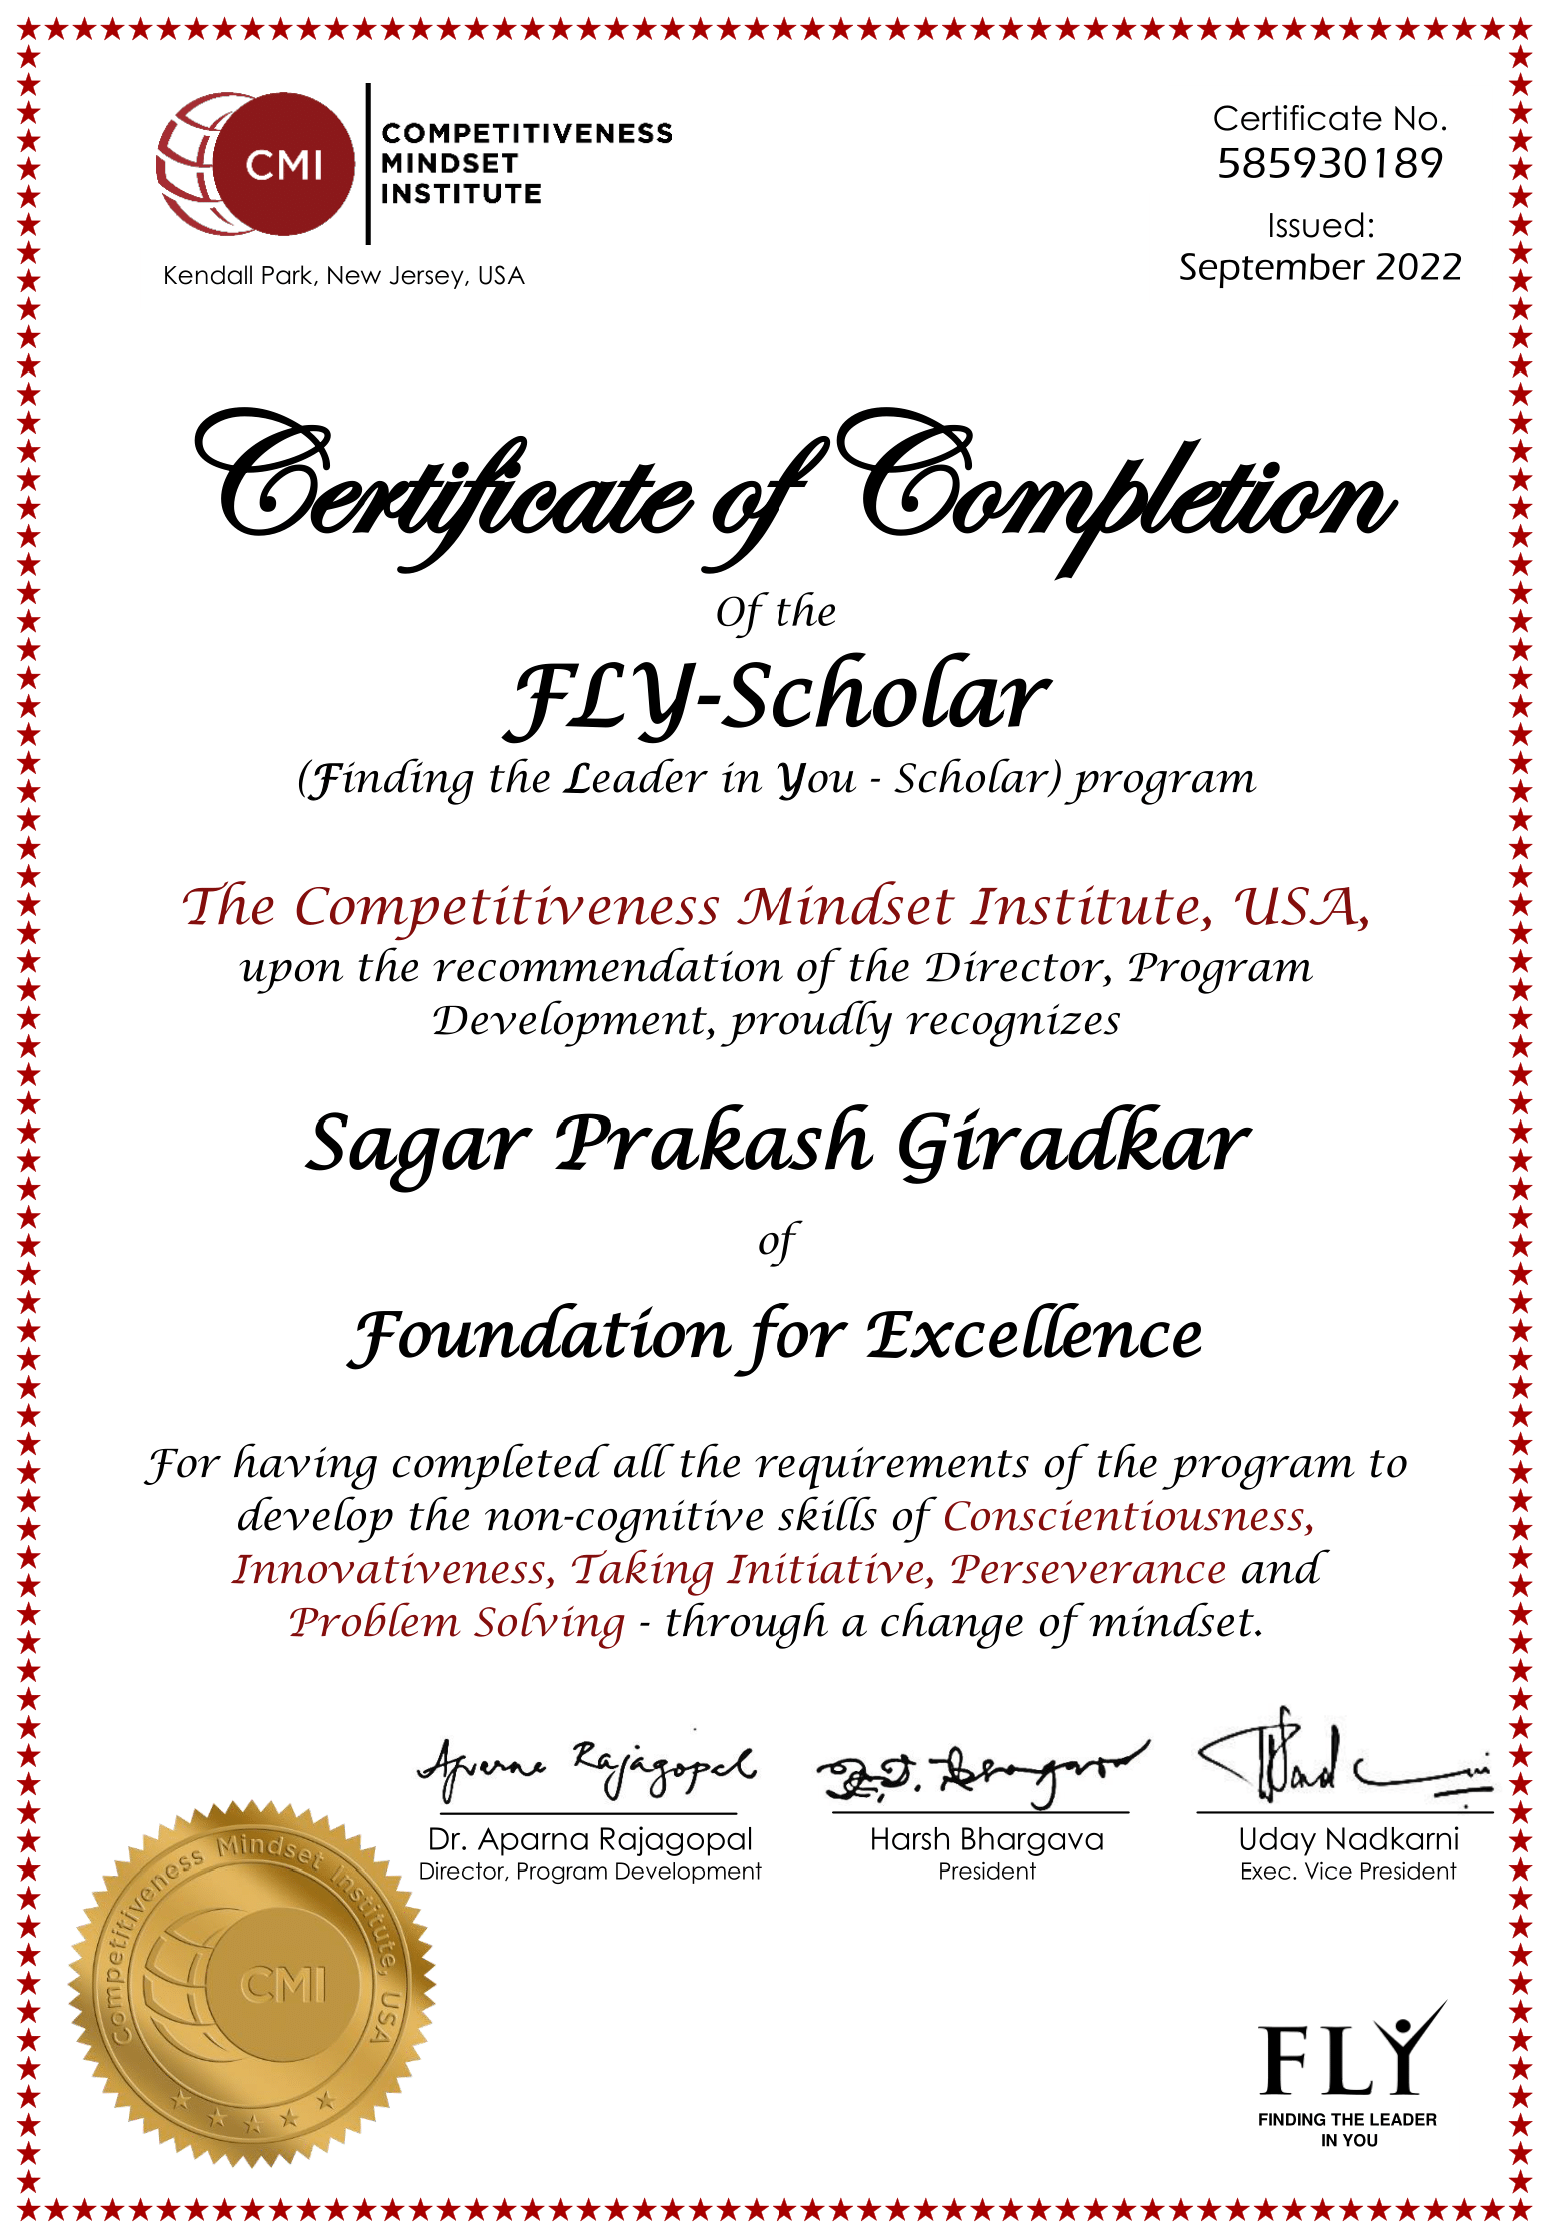 CMI
COMPETITIVENESS
MINDSET
INSTITUTE
Kendall Park, New Jersey, USA
Certificate No.
585930189
Issued:
September 2022
Certificate of Completion
Of the
FLY-Scholar
(Finding the Leader in You - Scholar) program
The Competitiveness Mindset Institute, USA,
upon the recommendation of the Director, Program
Development, proudly recognizes
Sagar Prakash Giradkar
of
Foundation for Excellence
For having completed all the requirements of the program to
develop the non-cognitive skills of Conscientiousness,
Innovativeness, Taking Initiative, Perseverance and
Problem Solving - through a change of mindset.
Aparna Rajagopal
Dr. Aparna Rajagopal
Director, Program Development
Harsh Bhargava
President
Uday Nadkarni
Exec. Vice President
Competitiveness Mindset Institute, USA
CMI
FLY
FINDING THE LEADER
IN YOU